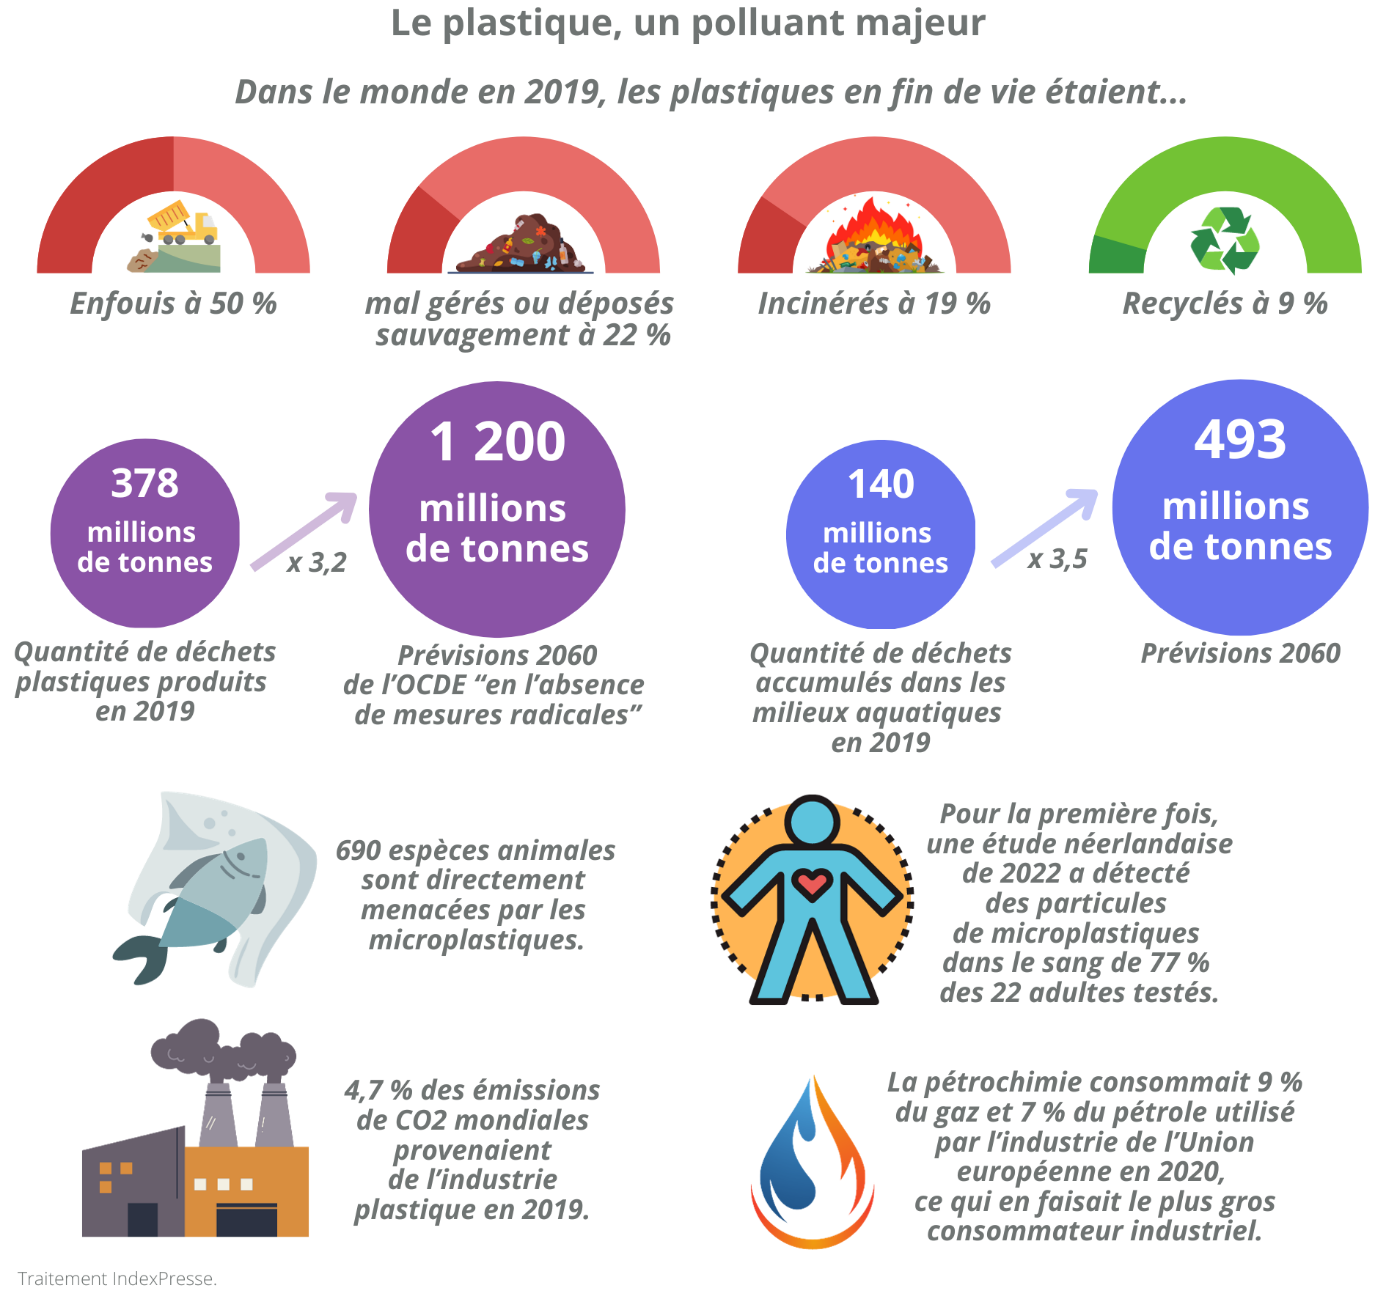 Le plastique, un polluant majeur
Dans le monde en 2019, les plastiques en fin de vie étaient...
Enfouis à 50 %
mal gérés ou déposés
sauvagement à 22 %
Incinérés à 19 %
Recyclés à 9 %
378
millions
de tonnes
x 3,2
1 200
millions
de tonnes
140
millions
de tonnes
x 3,5
493
millions
de tonnes
Quantité de déchets
plastiques produits
en 2019
Prévisions 2060
de l’OCDE “en l’absence
de mesures radicales”
Quantité de déchets
accumulés dans les
milieux aquatiques
en 2019
Prévisions 2060
690 espèces animales
sont directement
menacées par les
microplastiques.
Pour la première fois,
une étude néerlandaise
de 2022 a détecté
des particules
de microplastiques
dans le sang de 77 %
des 22 adultes testés.
4,7 % des émissions
de CO2 mondiales
provenaient
de l’industrie
plastique en 2019.
La pétrochimie consommait 9 %
du gaz et 7 % du pétrole utilisé
par l’industrie de l’Union
européenne en 2020,
ce qui en faisait le plus gros
consommateur industriel.
Traitement IndexPresse.